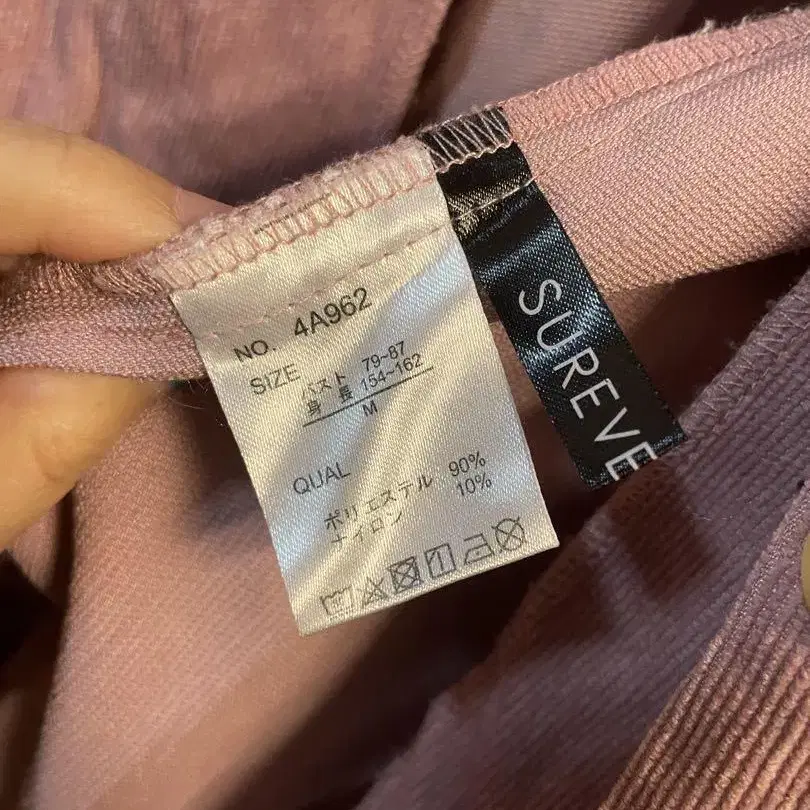 NO. 4A962
SIZE バスト 79~87
身 長 154~162
M
QUAL
ポリエステル 90%
ナイロン 10%
SUREVE